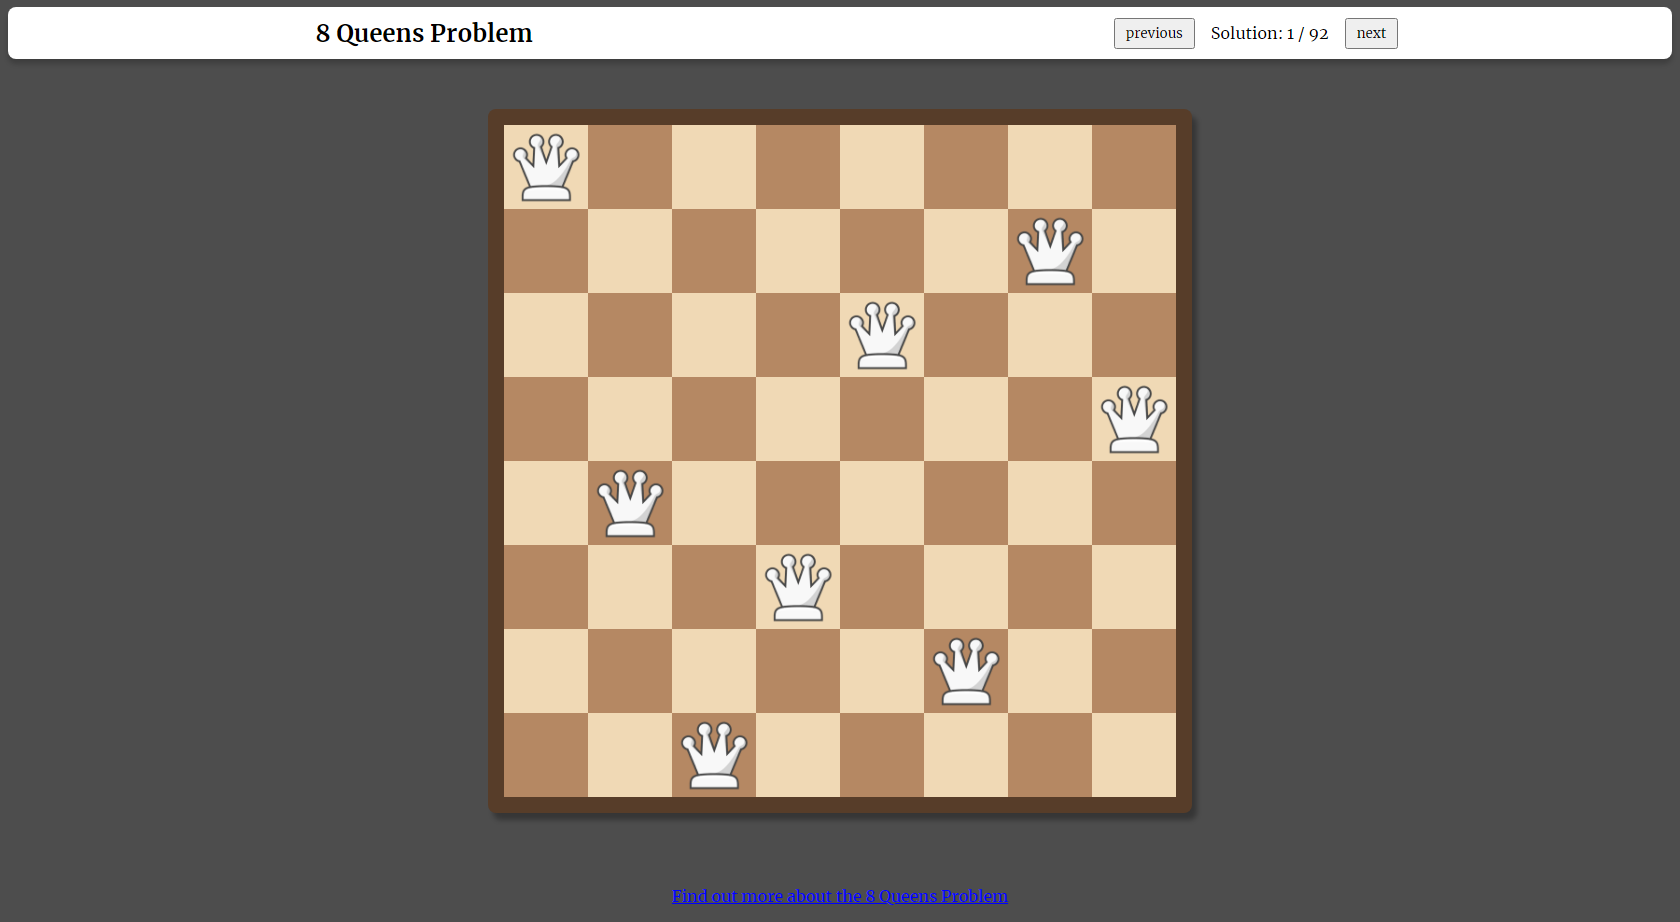 8 Queens Problem
previous Solution: 1 / 92 next
Find out more about the 8 Queens Problem